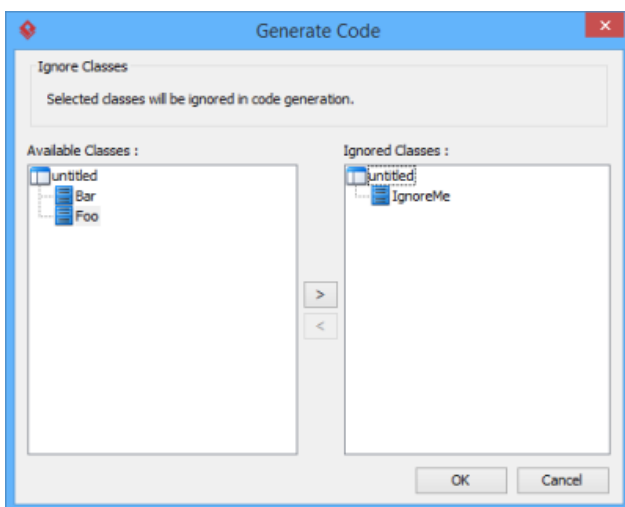 Generate Code
Ignore Classes
Selected classes will be ignored in code generation.
Available Classes :
untitled
Bar
Foo
>
<
Ignored Classes :
untitled
IgnoreMe
OK
Cancel